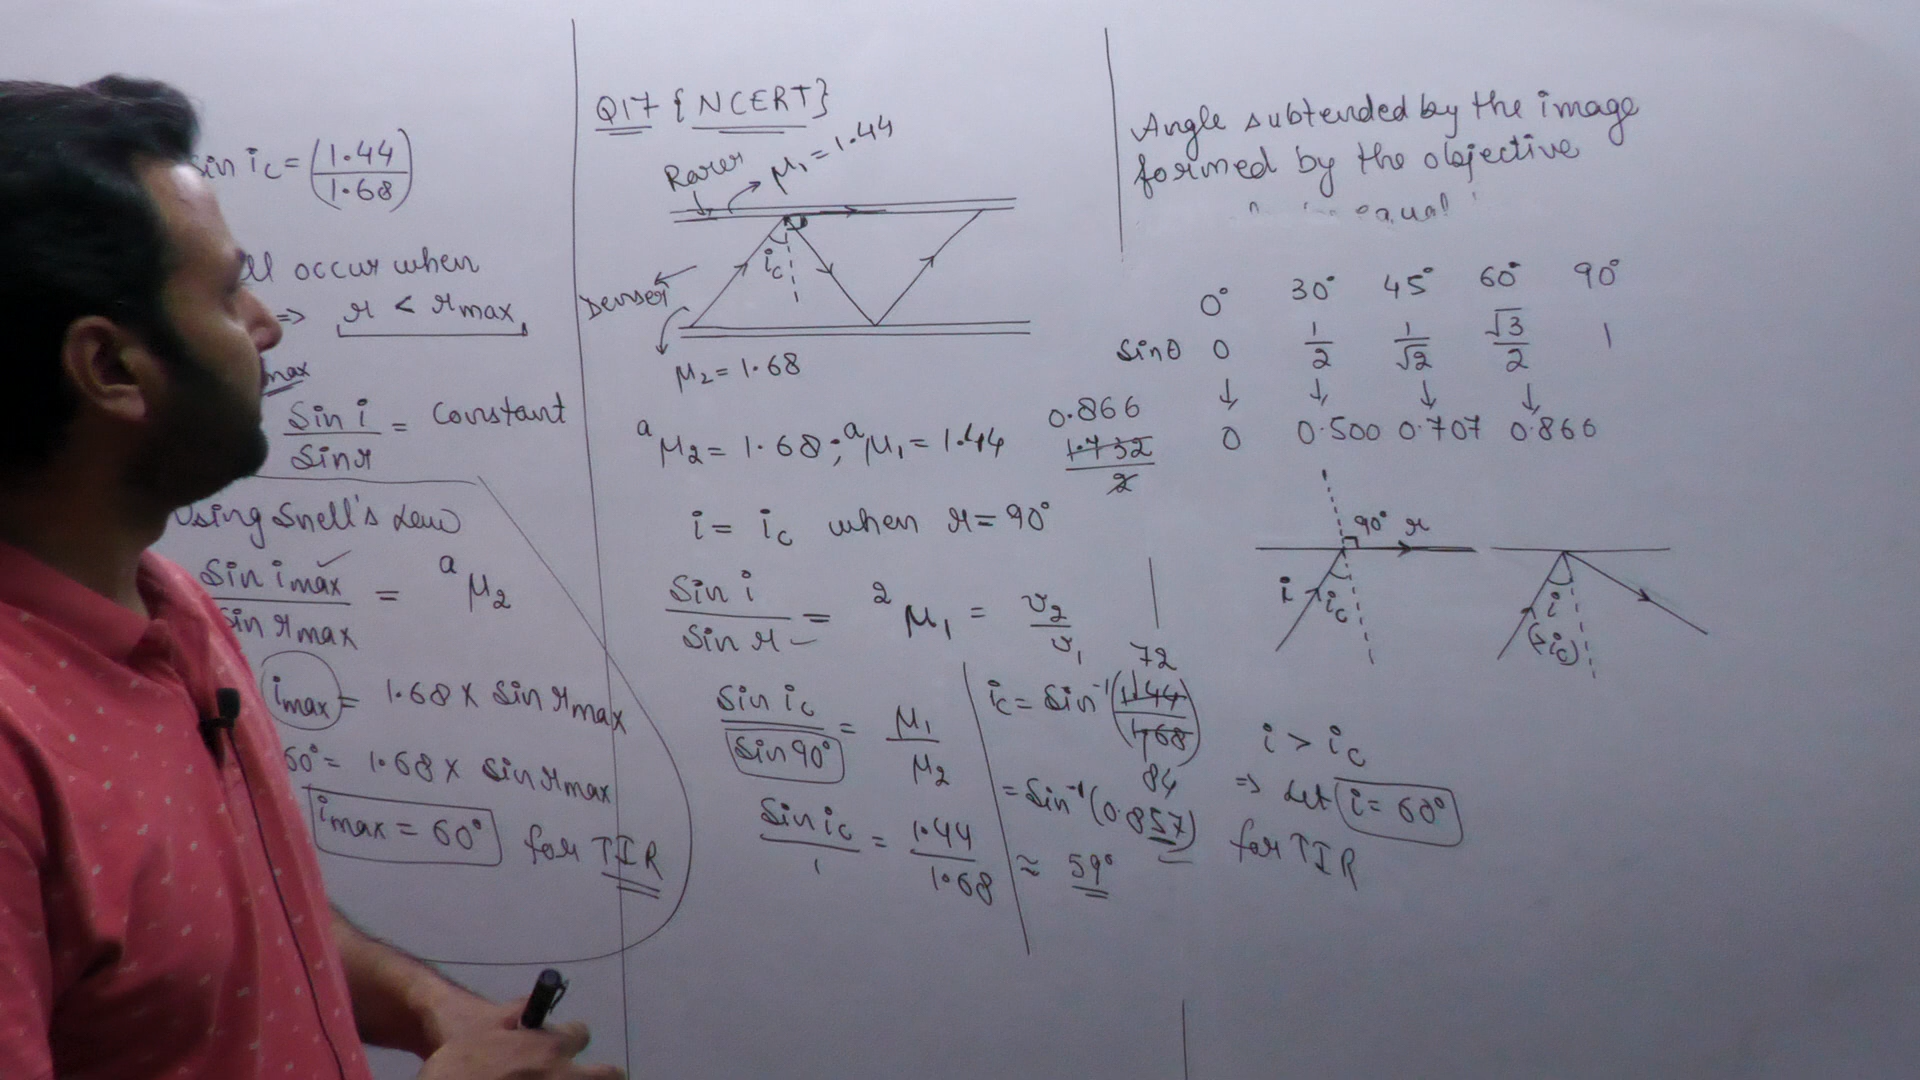 sin ic = (1.44/1.68)
occur when
=> r < rmax
max
Sin i/Sin r = constant
Using Snell's Law
Sin imax/Sin rmax = aμ2
imax = 1.68 × Sin rmax
60° = 1.68 × Sin rmax
imax = 60° for TIR
Q17 {NCERT}
Rarer μ1 = 1.44
ic
Denser
μ2 = 1.68
aμ2 = 1.68 ; aμ1 = 1.44
i = ic when r = 90°
Sin i/Sin r = 2μ1 = v2/v1
Sin ic/Sin 90° = μ1/μ2
Sin ic/1 = 1.44/1.68
72
ic = Sin⁻¹(1.44/1.68)
84
= Sin⁻¹(0.857)
≈ 59°
Angle subtended by the image
formed by the objective
equal
0° 30° 45° 60° 90°
Sinθ 0 1/2 1/√2 √3/2 1
↓ ↓ ↓ ↓
0 0.500 0.707 0.866
0.866
1.732/2
90° r
i ic
i
(>ic)
i > ic
=> Let i = 60°
for TIR